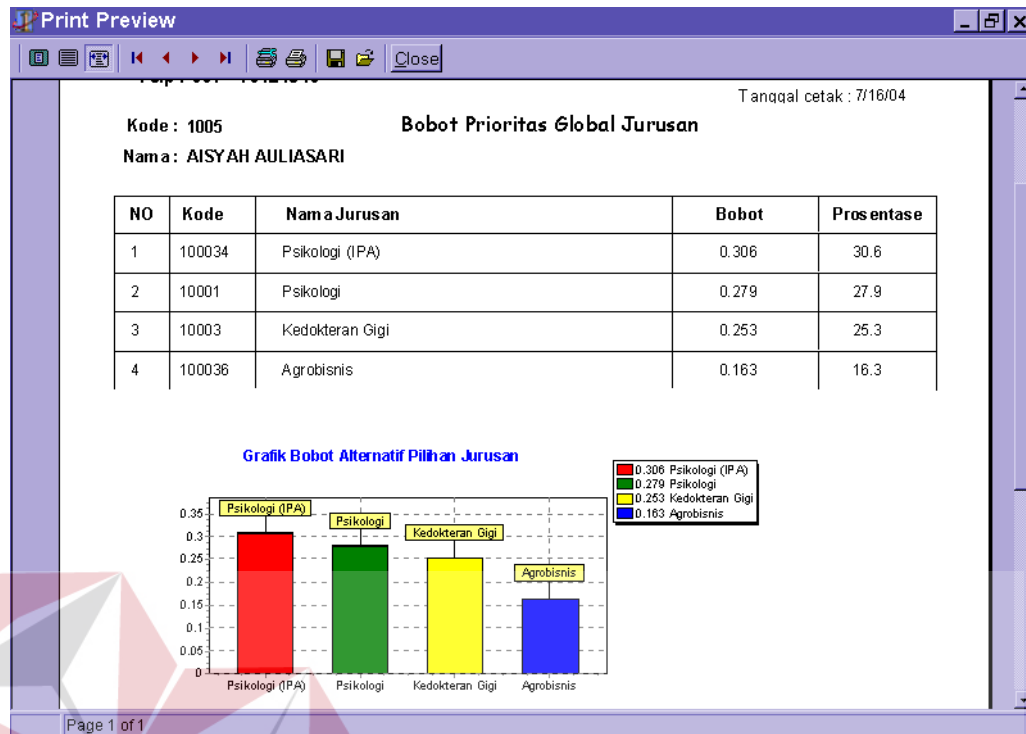 Print Preview
Close
Tanggal cetak : 7/16/04
Kode : 1005 Bobot Prioritas Global Jurusan
Nama : AISYAH AULIASARI
NO Kode Nama Jurusan Bobot Prosentase
1 100034 Psikologi (IPA) 0.306 30.6
2 10001 Psikologi 0.279 27.9
3 10003 Kedokteran Gigi 0.253 25.3
4 100036 Agrobisnis 0.163 16.3
Grafik Bobot Alternatif Pilihan Jurusan
0.306 Psikologi (IPA)
0.279 Psikologi
0.253 Kedokteran Gigi
0.163 Agrobisnis
Psikologi (IPA)
Psikologi
Kedokteran Gigi
Agrobisnis
0.35
0.3
0.25
0.2
0.15
0.1
0.05
0
Psikologi (IPA) Psikologi Kedokteran Gigi Agrobisnis
Page 1 of 1